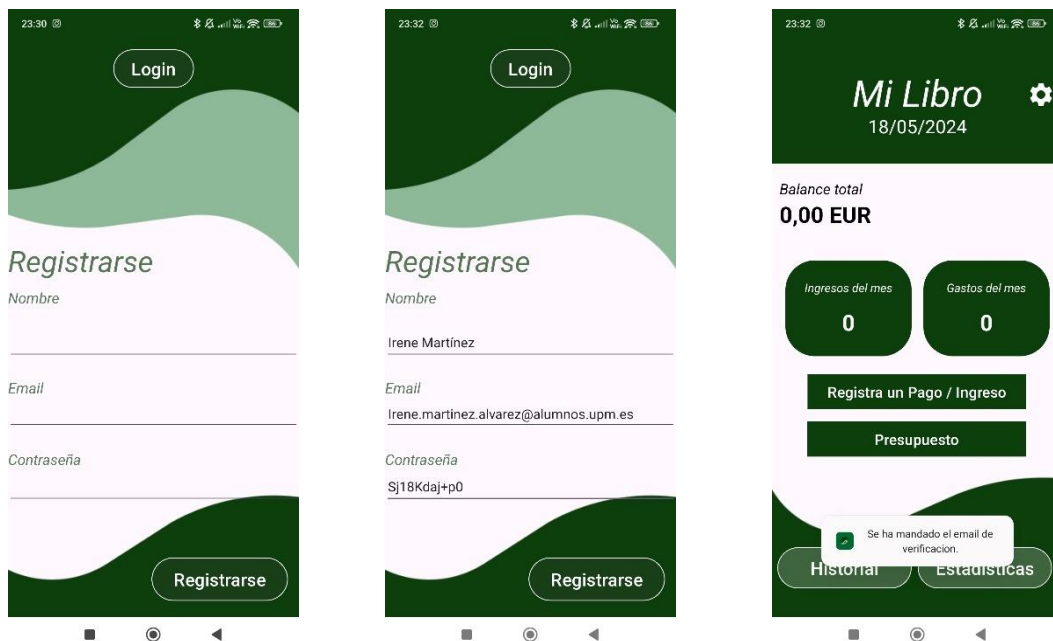 23:30
Login
Registrarse
Nombre
Email
Contraseña
Registrarse
23:32
Login
Registrarse
Nombre
Irene Martínez
Email
Irene.martinez.alvarez@alumnos.upm.es
Contraseña
Sj18Kdaj+p0
Registrarse
23:32
Mi Libro
18/05/2024
Balance total
0,00 EUR
Ingresos del mes
Gastos del mes
0
0
Registra un Pago / Ingreso
Presupuesto
Se ha mandado el email de
verificacion.
Historial
Estadísticas